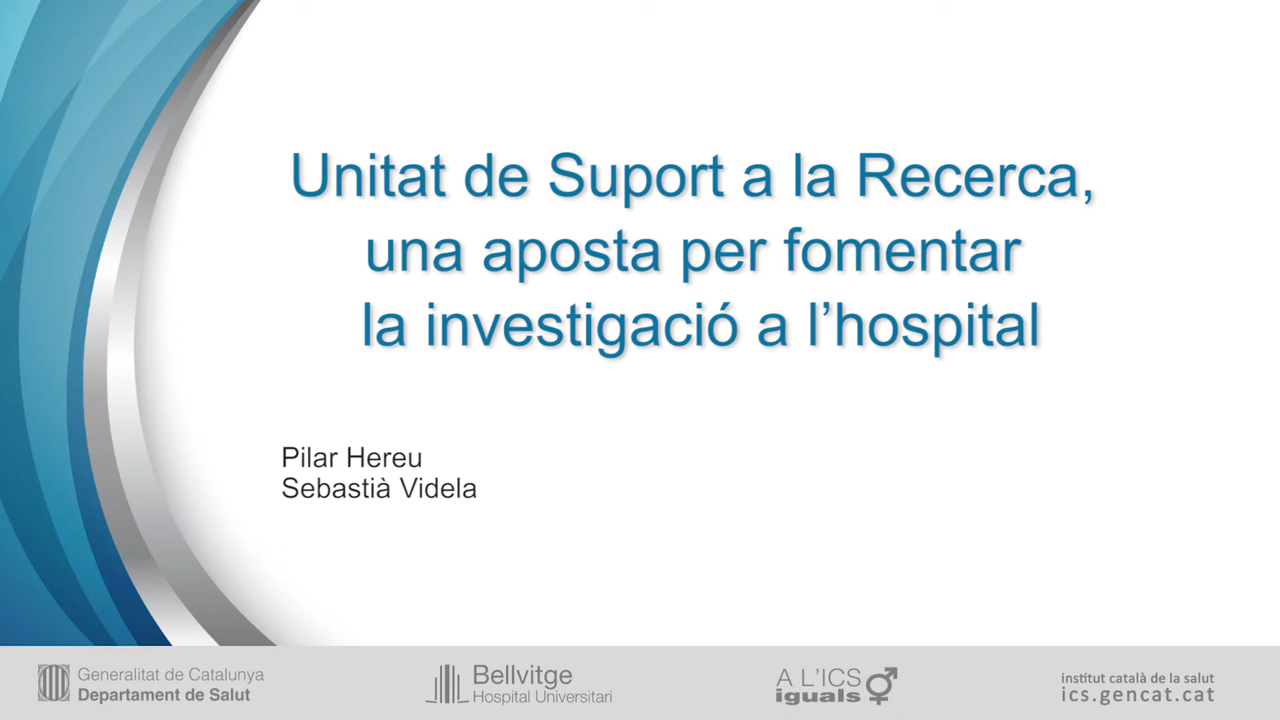 Unitat de Suport a la Recerca,
una aposta per fomentar
la investigació a l’hospital
Pilar Hereu
Sebastià Videla
Generalitat de Catalunya
Departament de Salut
Bellvitge
Hospital Universitari
A L'ICS
iguals
institut català de la salut
ics.gencat.cat